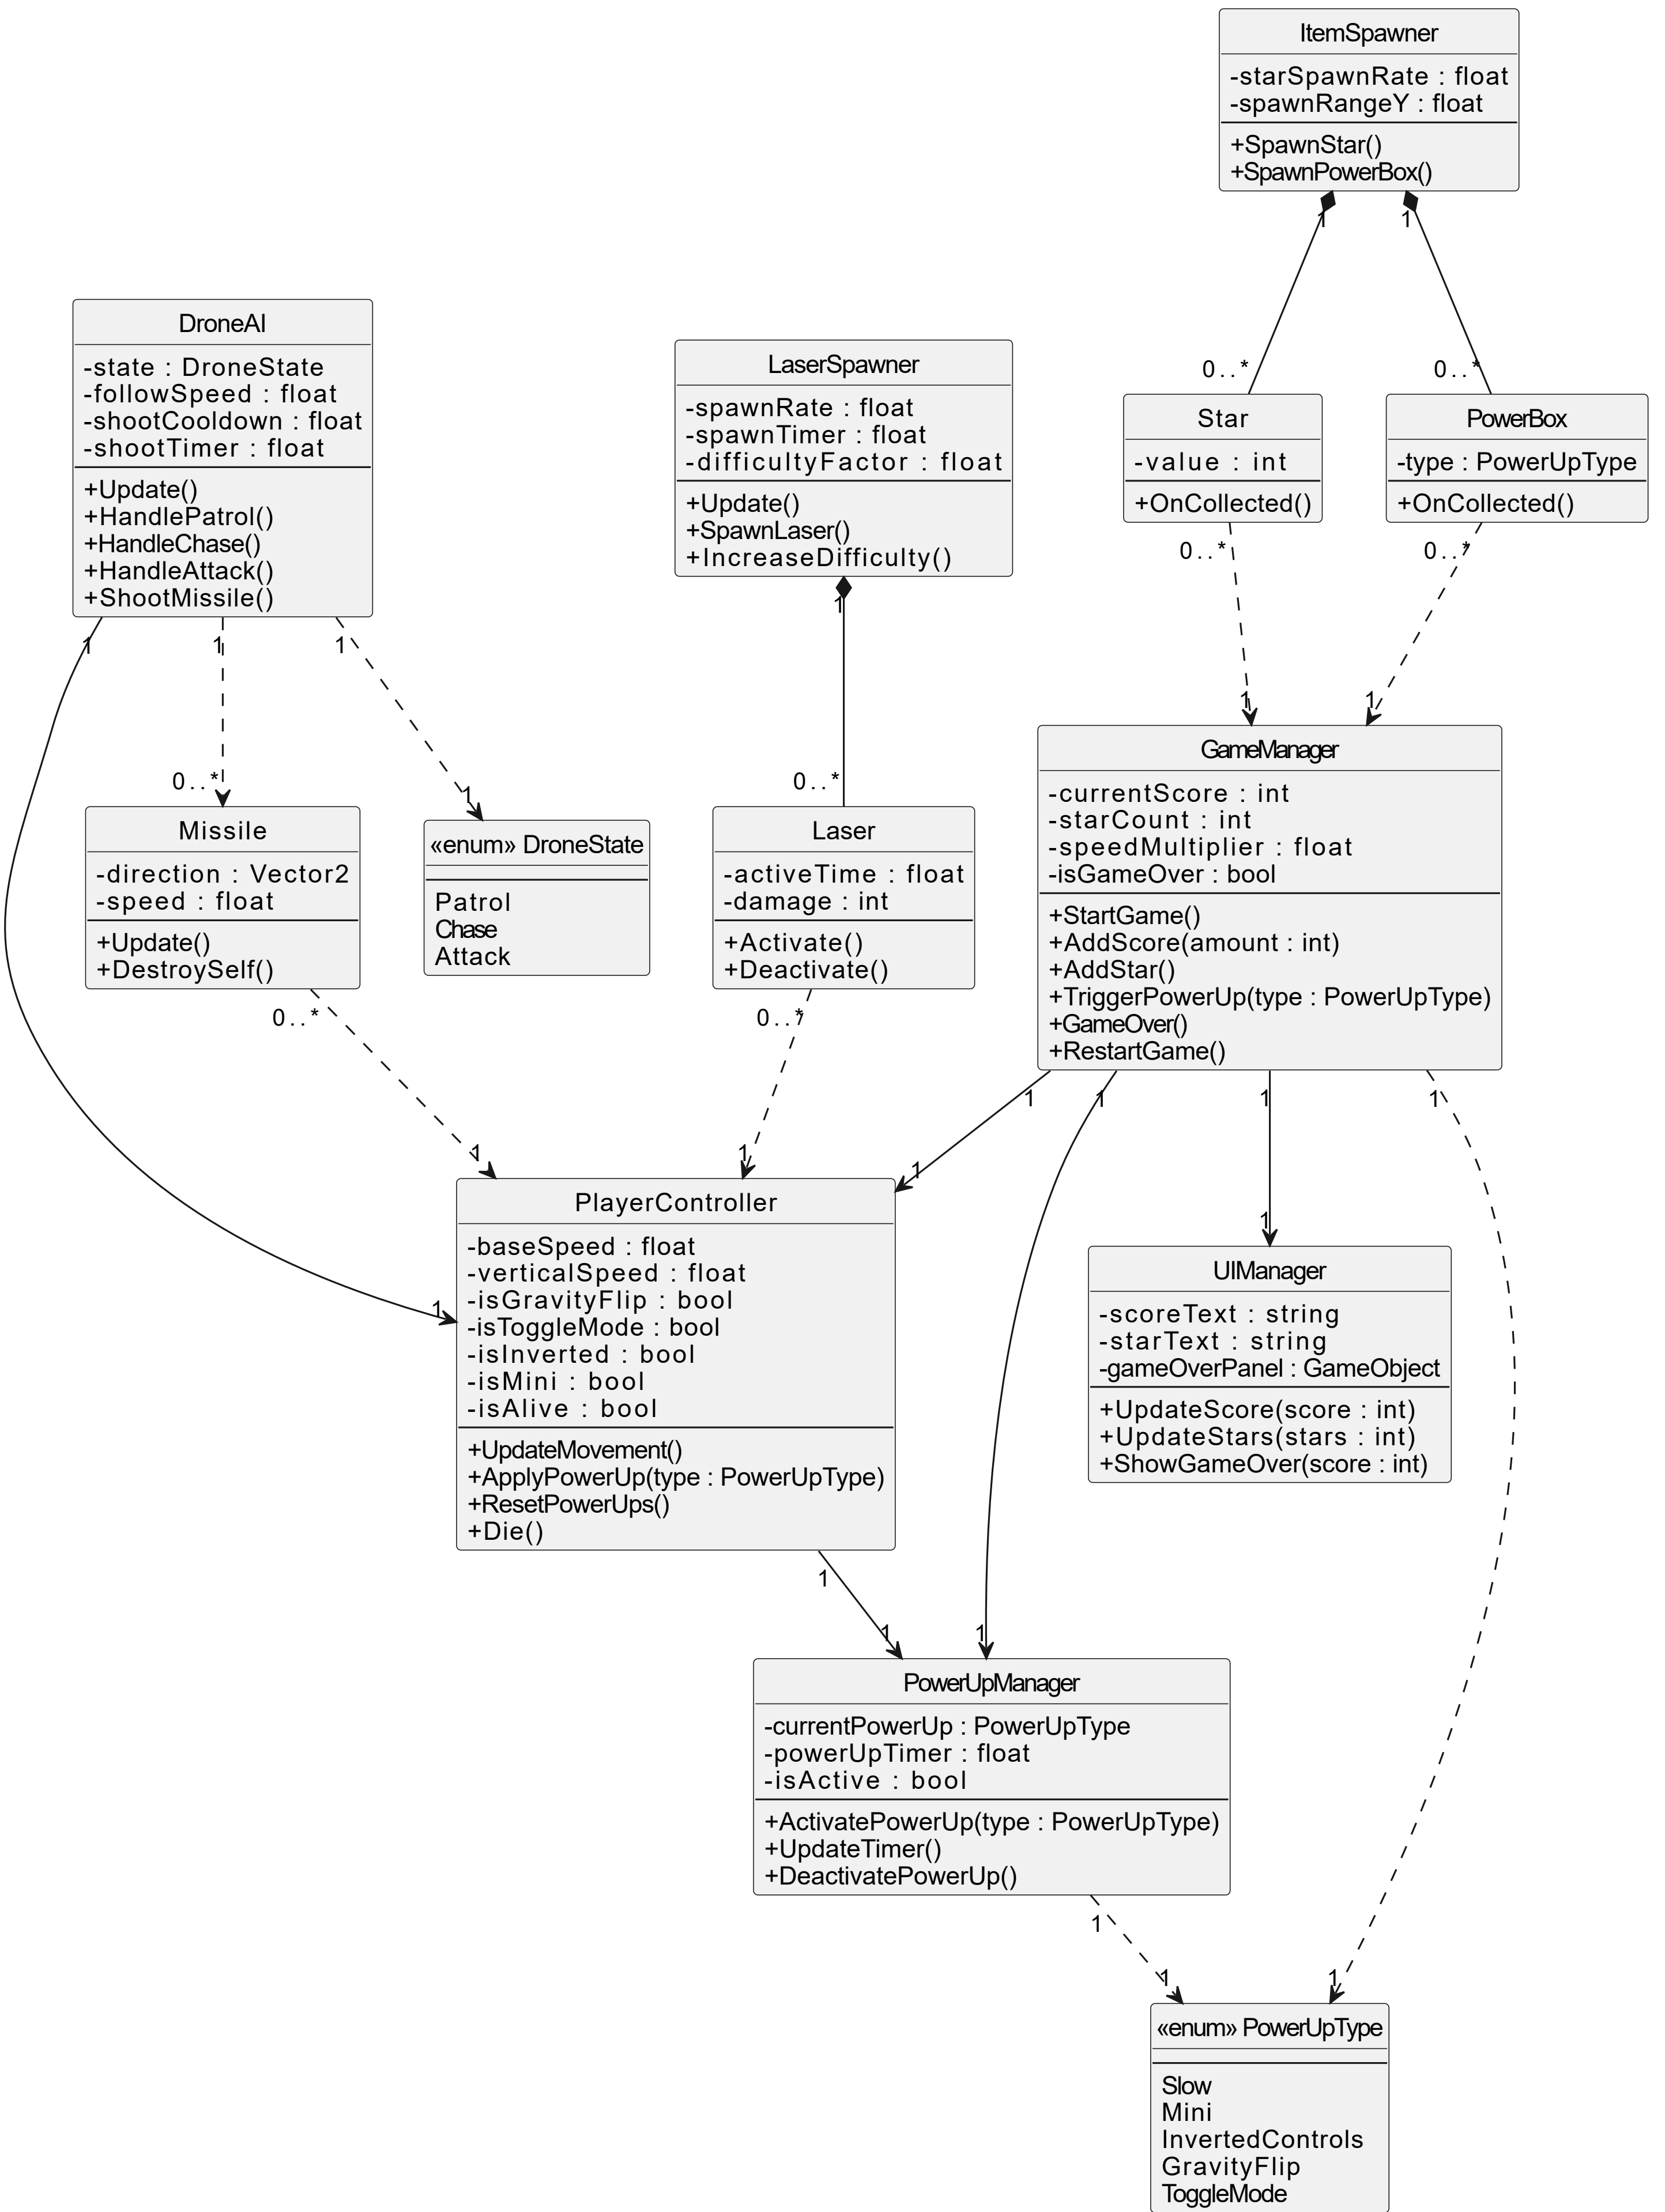 ItemSpawner
-starSpawnRate : float
-spawnRangeY : float
+SpawnStar()
+SpawnPowerBox()
1
1
0..*
0..*
DroneAI
-state : DroneState
-followSpeed : float
-shootCooldown : float
-shootTimer : float
+Update()
+HandlePatrol()
+HandleChase()
+HandleAttack()
+ShootMissile()
1
1
1
LaserSpawner
-spawnRate : float
-spawnTimer : float
-difficultyFactor : float
+Update()
+SpawnLaser()
+IncreaseDifficulty()
1
Star
-value : int
+OnCollected()
0..*
1
PowerBox
-type : PowerUpType
+OnCollected()
0..*
1
0..*
Missile
-direction : Vector2
-speed : float
+Update()
+DestroySelf()
0..*
1
1
«enum» DroneState
Patrol
Chase
Attack
0..*
Laser
-activeTime : float
-damage : int
+Activate()
+Deactivate()
0..*
1
GameManager
-currentScore : int
-starCount : int
-speedMultiplier : float
-isGameOver : bool
+StartGame()
+AddScore(amount : int)
+AddStar()
+TriggerPowerUp(type : PowerUpType)
+GameOver()
+RestartGame()
1
1
1
1
1
1
1
PlayerController
-baseSpeed : float
-verticalSpeed : float
-isGravityFlip : bool
-isToggleMode : bool
-isInverted : bool
-isMini : bool
-isAlive : bool
+UpdateMovement()
+ApplyPowerUp(type : PowerUpType)
+ResetPowerUps()
+Die()
1
UIManager
-scoreText : string
-starText : string
-gameOverPanel : GameObject
+UpdateScore(score : int)
+UpdateStars(stars : int)
+ShowGameOver(score : int)
1
1
PowerUpManager
-currentPowerUp : PowerUpType
-powerUpTimer : float
-isActive : bool
+ActivatePowerUp(type : PowerUpType)
+UpdateTimer()
+DeactivatePowerUp()
1
1
1
«enum» PowerUpType
Slow
Mini
InvertedControls
GravityFlip
ToggleMode